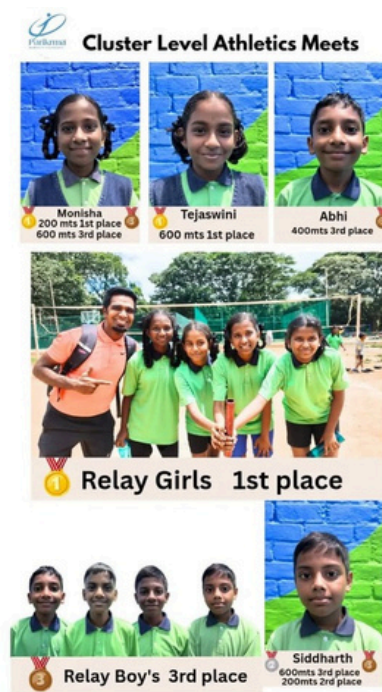 Parikrma
Cluster Level Athletics Meets
Monisha
200 mts 1st place
600 mts 3rd place
Tejaswini
600 mts 1st place
Abhi
400mts 3rd place
1
Relay Girls 1st place
3
Relay Boy's 3rd place
Siddharth
600mts 3rd place
200mts 2rd place